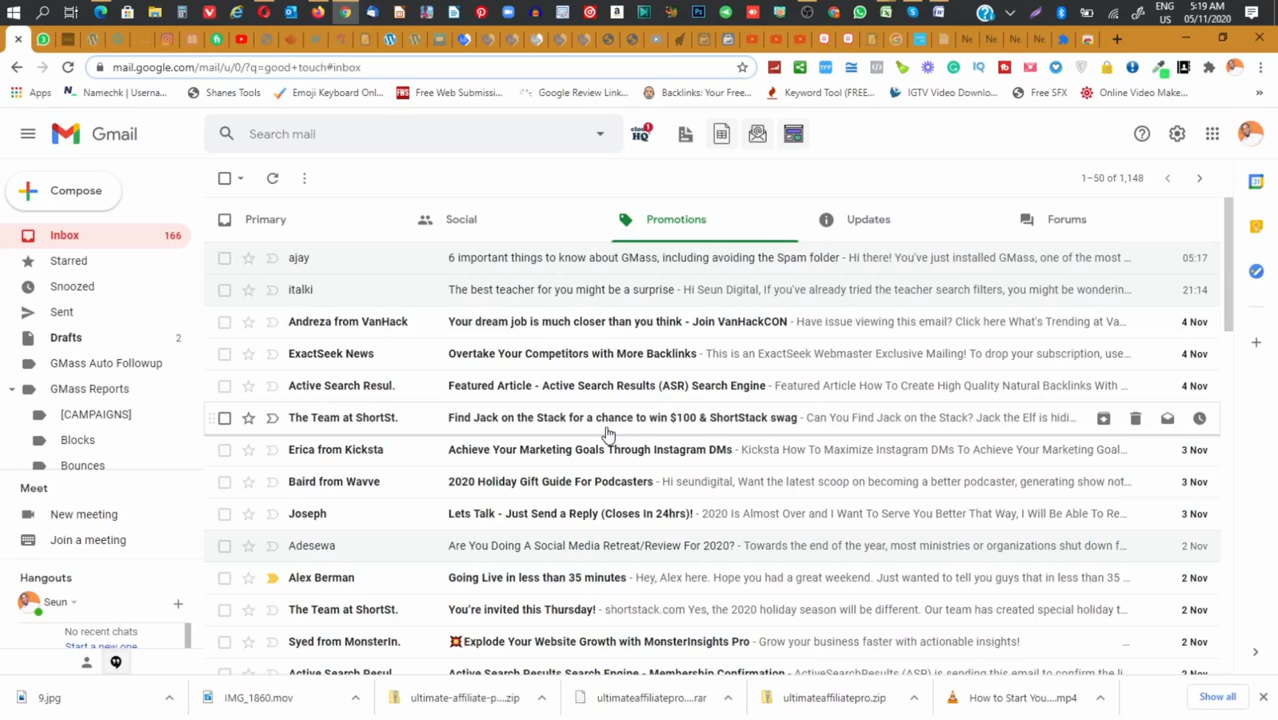 ENG 5:19 AM
US 05/11/2020
mail.google.com/mail/u/0/?q=good+touch#inbox
Apps Namechk | Userna... Shanes Tools Emoji Keyboard Onl... Free Web Submissi... Google Review Link... Backlinks: Your Free... Keyword Tool (FREE... IGTV Video Downlo... Free SFX Online Video Make... »
Gmail Search mail
Compose 1–50 of 1,148
Primary Social Promotions Updates Forums
Inbox 166
Starred
Snoozed
Sent
Drafts 2
GMass Auto Followup
GMass Reports
[CAMPAIGNS]
Blocks
Bounces
ajay 6 important things to know about GMass, including avoiding the Spam folder - Hi there! You've just installed GMass, one of the most ... 05:17
italki The best teacher for you might be a surprise - Hi Seun Digital, If you've already tried the teacher search filters, you might be wonderin... 21:14
Andreza from VanHack Your dream job is much closer than you think - Join VanHackCON - Have issue viewing this email? Click here What's Trending at Va... 4 Nov
ExactSeek News Overtake Your Competitors with More Backlinks - This is an ExactSeek Webmaster Exclusive Mailing! To drop your subscription, use... 4 Nov
Active Search Resul. Featured Article - Active Search Results (ASR) Search Engine - Featured Article How To Create High Quality Natural Backlinks With ... 4 Nov
The Team at ShortSt. Find Jack on the Stack for a chance to win $100 & ShortStack swag - Can You Find Jack on the Stack? Jack the Elf is hidi...
Erica from Kicksta Achieve Your Marketing Goals Through Instagram DMs - Kicksta How To Maximize Instagram DMs To Achieve Your Marketing Goal... 3 Nov
Baird from Wavve 2020 Holiday Gift Guide For Podcasters - Hi seundigital, Want the latest scoop on becoming a better podcaster, generating show not... 3 Nov
Joseph Lets Talk - Just Send a Reply (Closes In 24hrs)! - 2020 Is Almost Over and I Want To Serve You Better That Way, I Will Be Able To Re... 3 Nov
Adesewa Are You Doing A Social Media Retreat/Review For 2020? - Towards the end of the year, most ministries or organizations shut down f... 2 Nov
Alex Berman Going Live in less than 35 minutes - Hey, Alex here. Hope you had a great weekend. Just wanted to tell you guys that in less than 35 ... 2 Nov
The Team at ShortSt. You're invited this Thursday! - shortstack.com Yes, the 2020 holiday season will be different. Our team has created special holiday t... 2 Nov
Syed from MonsterIn. 💥Explode Your Website Growth with MonsterInsights Pro - Grow your business faster with actionable insights! ... 2 Nov
Active Search Resul. Active Search Results Search Engine - Membership Confirmation - ActiveSearchResults (ASR) is sending this email to confirm the li... 2 Nov
Meet
New meeting
Join a meeting
Hangouts
Seun
No recent chats
Start a new one
9.jpg IMG_1860.mov ultimate-affiliate-p....zip ultimateaffiliatepro....rar ultimateaffiliatepro.zip How to Start You....mp4 Show all